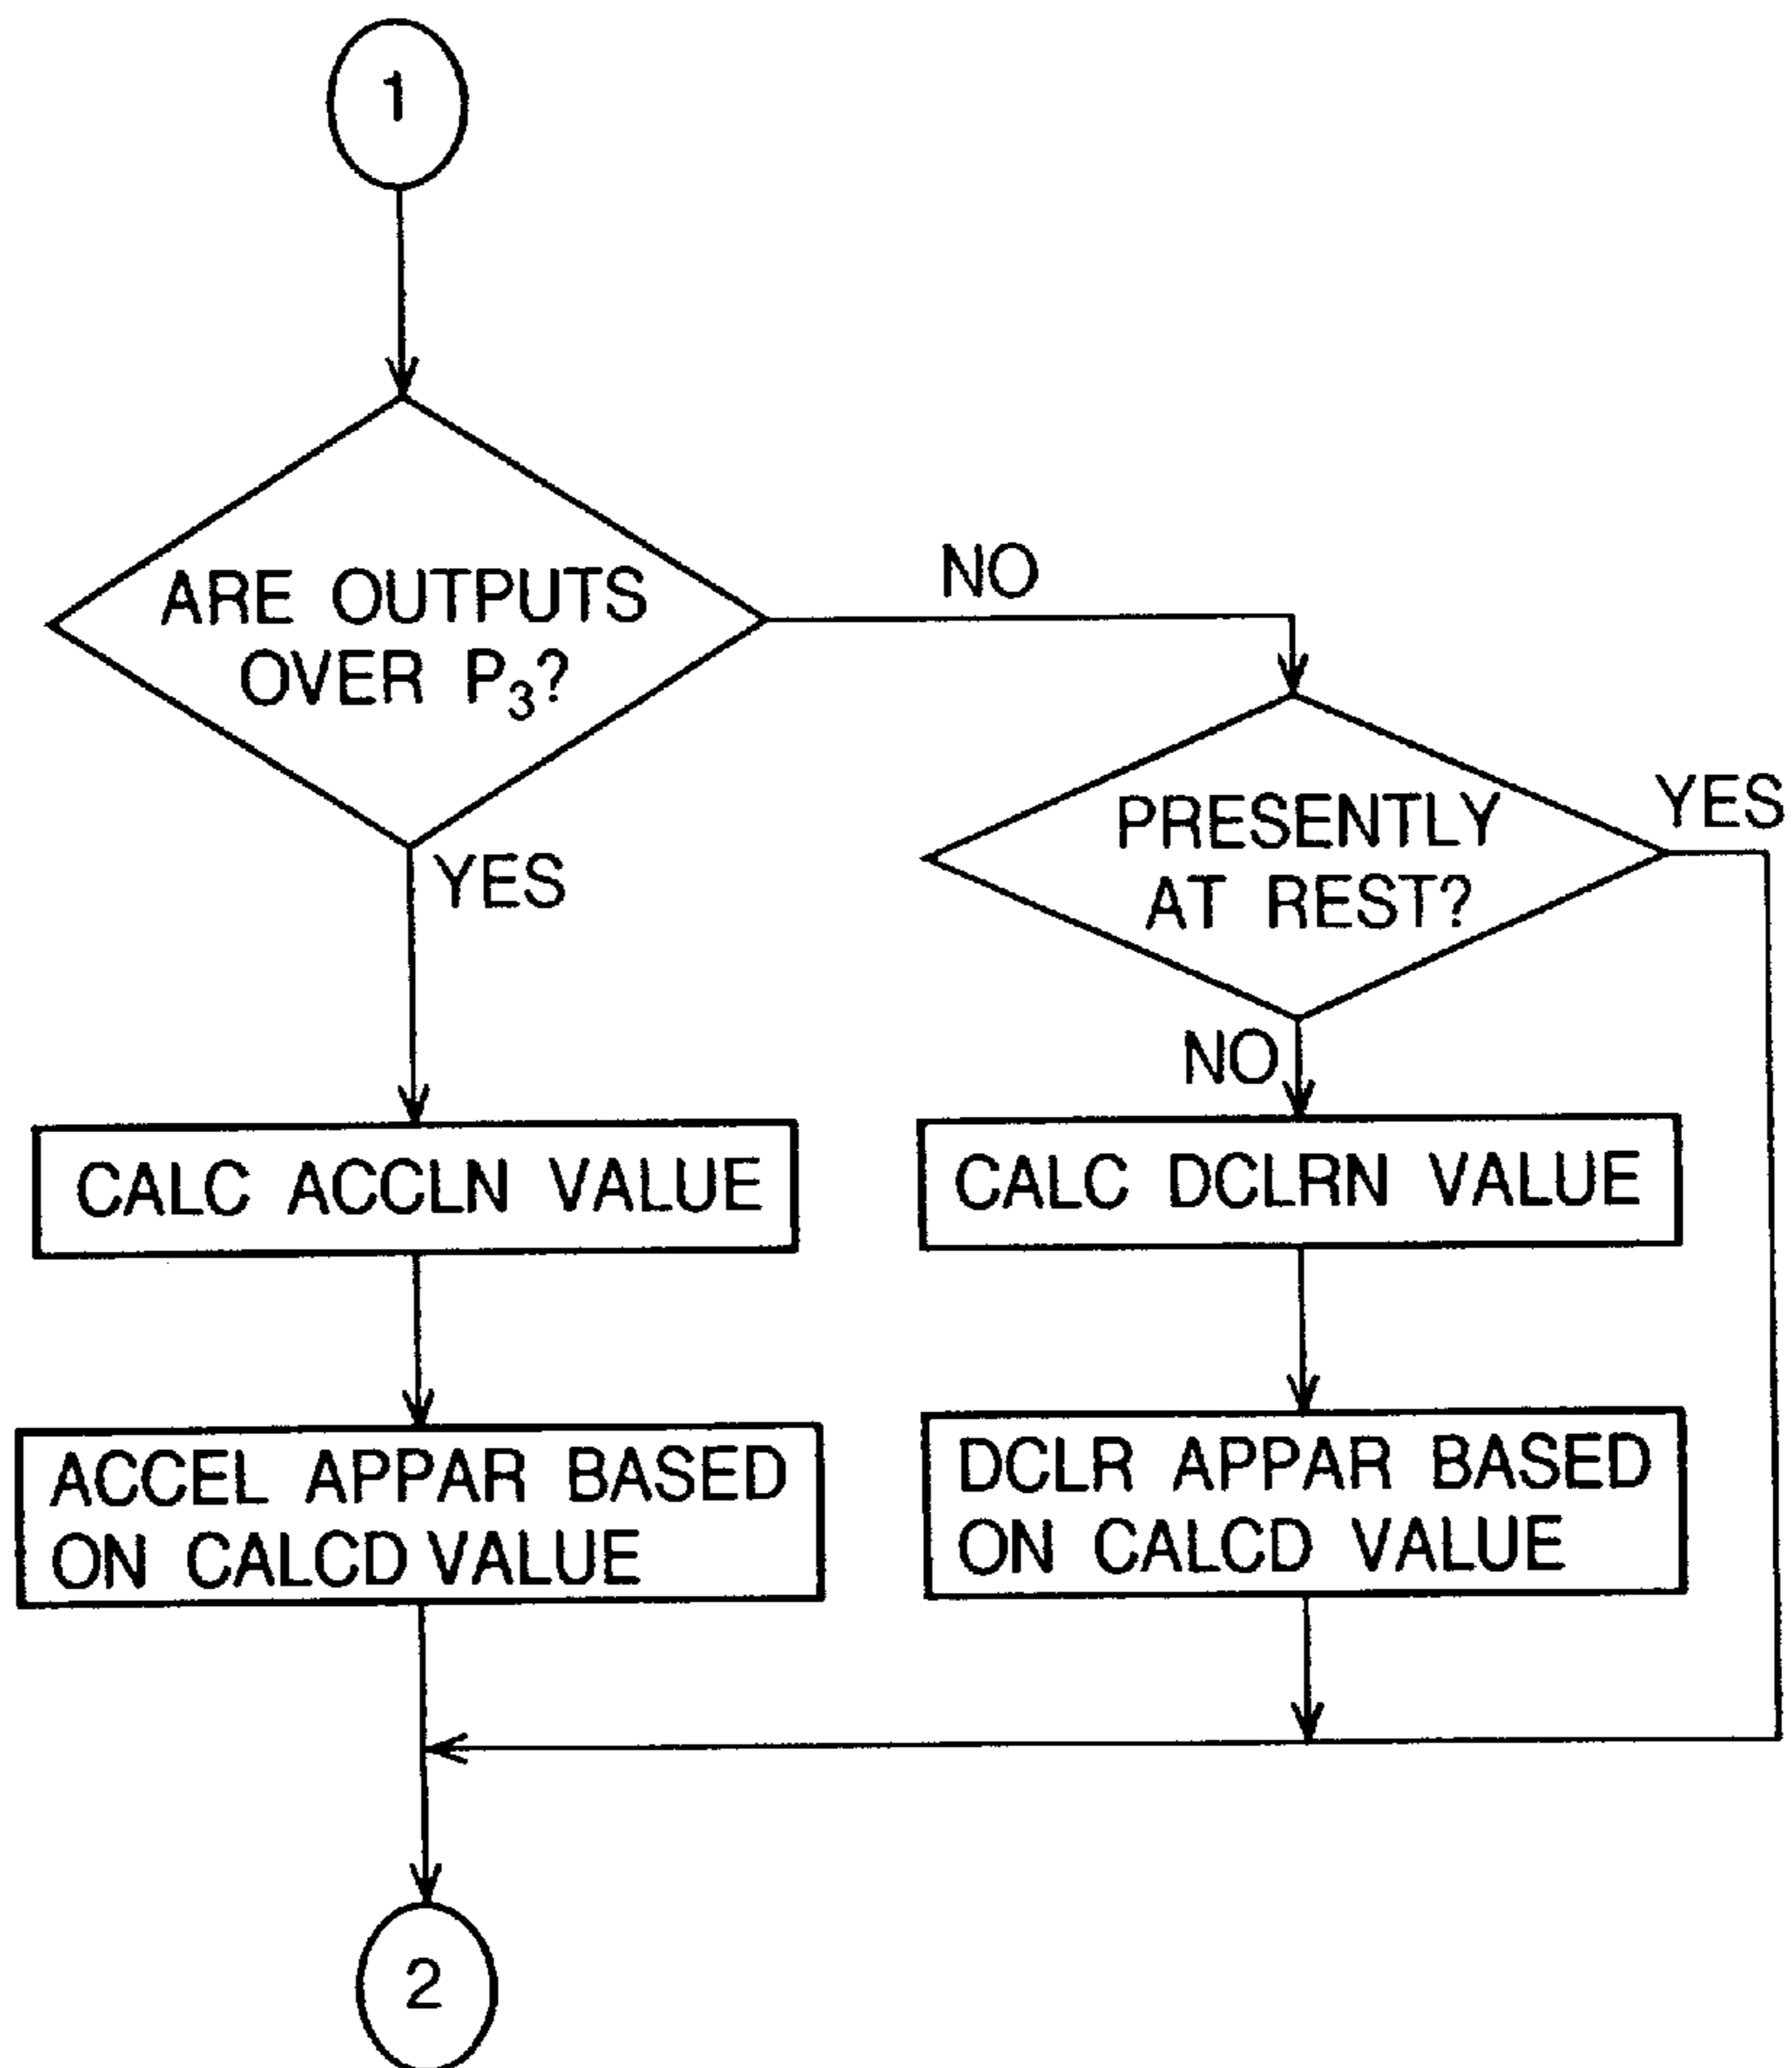 1
ARE OUTPUTS
OVER P₃?
NO
YES
PRESENTLY
AT REST?
YES
NO
CALC ACCLN VALUE
CALC DCLRN VALUE
ACCEL APPAR BASED
ON CALCD VALUE
DCLR APPAR BASED
ON CALCD VALUE
2